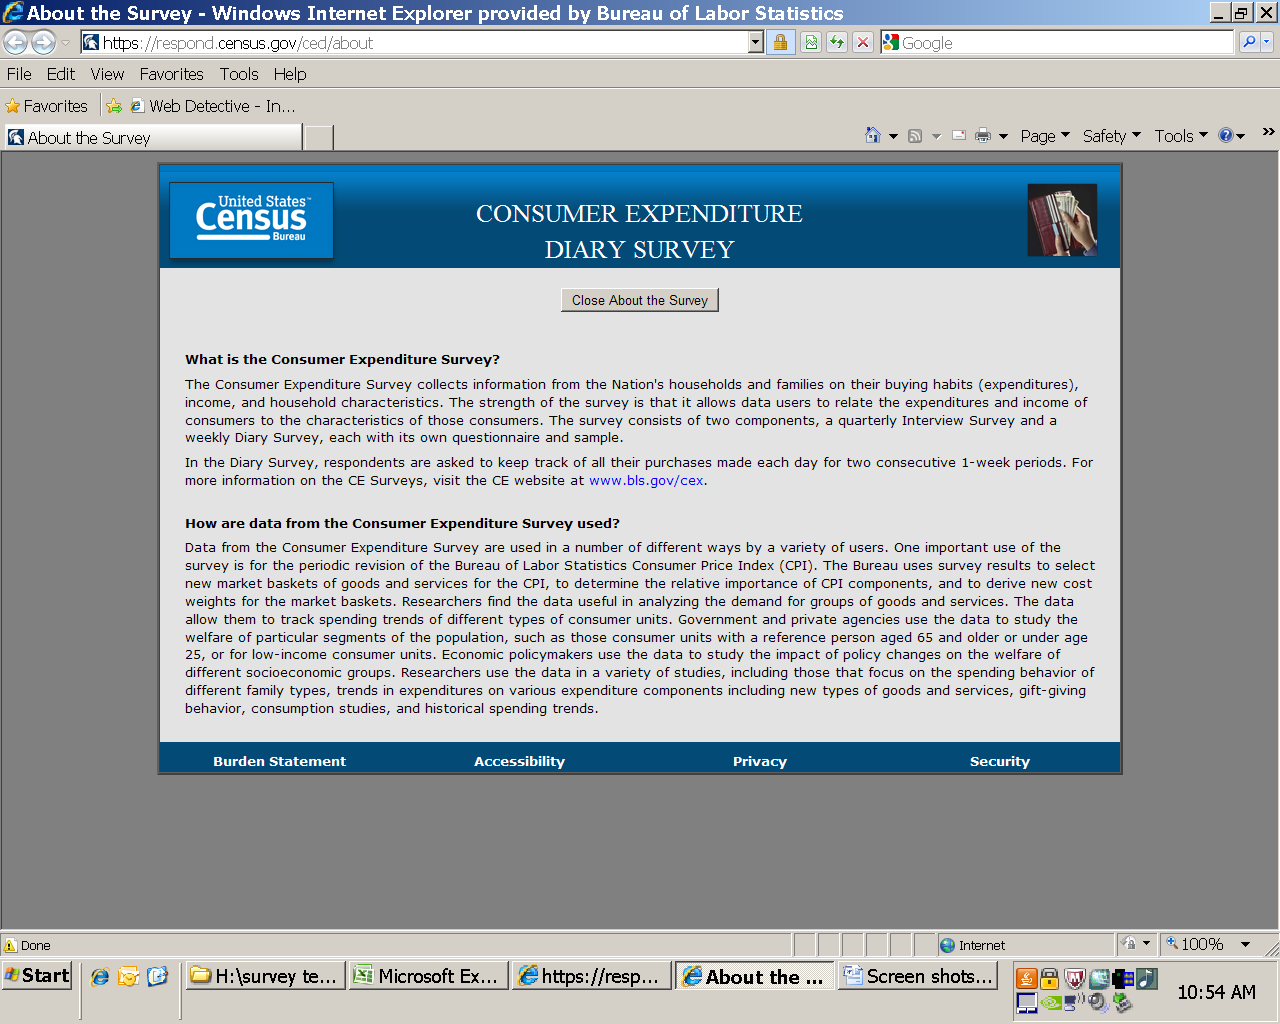 About the Survey - Windows Internet Explorer provided by Bureau of Labor Statistics
https://respond.census.gov/ced/about
Google
File Edit View Favorites Tools Help
Favorites Web Detective - In...
About the Survey
Page Safety Tools
United States™
Census
Bureau
CONSUMER EXPENDITURE
DIARY SURVEY
Close About the Survey
What is the Consumer Expenditure Survey?
The Consumer Expenditure Survey collects information from the Nation's households and families on their buying habits (expenditures),
income, and household characteristics. The strength of the survey is that it allows data users to relate the expenditures and income of
consumers to the characteristics of those consumers. The survey consists of two components, a quarterly Interview Survey and a
weekly Diary Survey, each with its own questionnaire and sample.
In the Diary Survey, respondents are asked to keep track of all their purchases made each day for two consecutive 1-week periods. For
more information on the CE Surveys, visit the CE website at www.bls.gov/cex.
How are data from the Consumer Expenditure Survey used?
Data from the Consumer Expenditure Survey are used in a number of different ways by a variety of users. One important use of the
survey is for the periodic revision of the Bureau of Labor Statistics Consumer Price Index (CPI). The Bureau uses survey results to select
new market baskets of goods and services for the CPI, to determine the relative importance of CPI components, and to derive new cost
weights for the market baskets. Researchers find the data useful in analyzing the demand for groups of goods and services. The data
allow them to track spending trends of different types of consumer units. Government and private agencies use the data to study the
welfare of particular segments of the population, such as those consumer units with a reference person aged 65 and older or under age
25, or for low-income consumer units. Economic policymakers use the data to study the impact of policy changes on the welfare of
different socioeconomic groups. Researchers use the data in a variety of studies, including those that focus on the spending behavior of
different family types, trends in expenditures on various expenditure components including new types of goods and services, gift-giving
behavior, consumption studies, and historical spending trends.
Burden Statement Accessibility Privacy Security
Done Internet 100%
Start H:\survey te... Microsoft Ex... https://resp... About the ... Screen shots... 10:54 AM